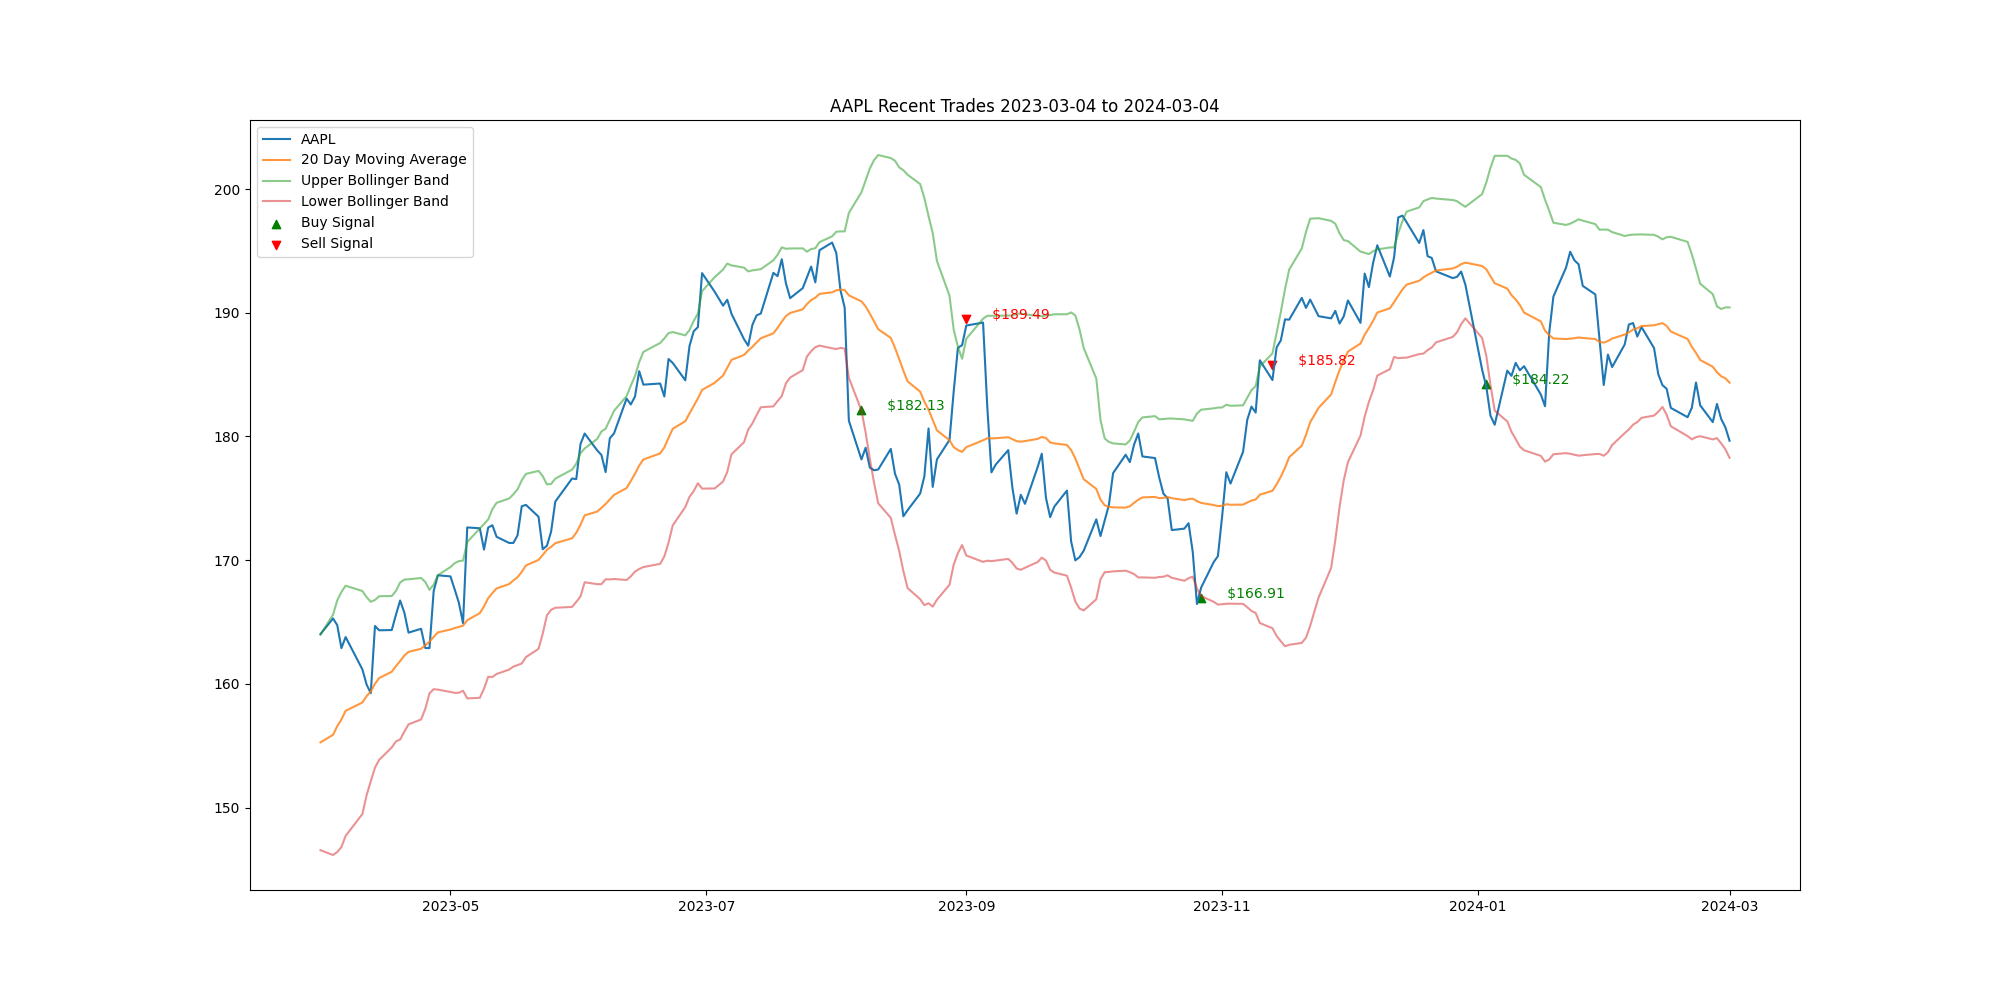 AAPL Recent Trades 2023-03-04 to 2024-03-04
AAPL
20 Day Moving Average
Upper Bollinger Band
Lower Bollinger Band
Buy Signal
Sell Signal
200
190
180
170
160
150
$182.13
$189.49
$166.91
$185.82
$184.22
2023-05
2023-07
2023-09
2023-11
2024-01
2024-03